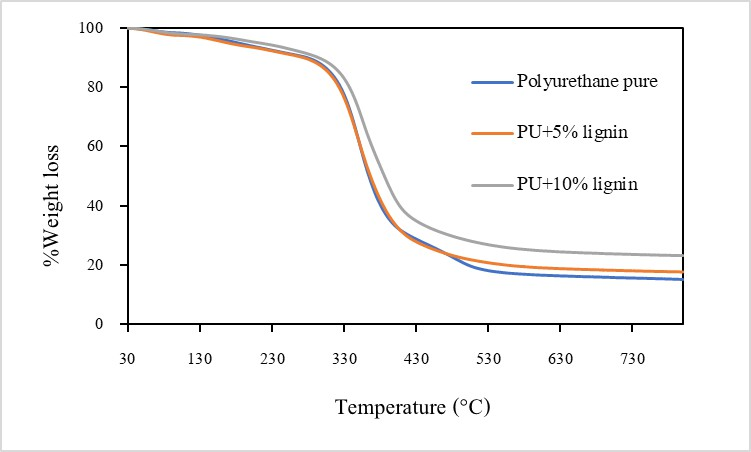 100
80
60
40
20
0
%Weight loss
Polyurethane pure
PU+5% lignin
PU+10% lignin
30 130 230 330 430 530 630 730
Temperature (°C)